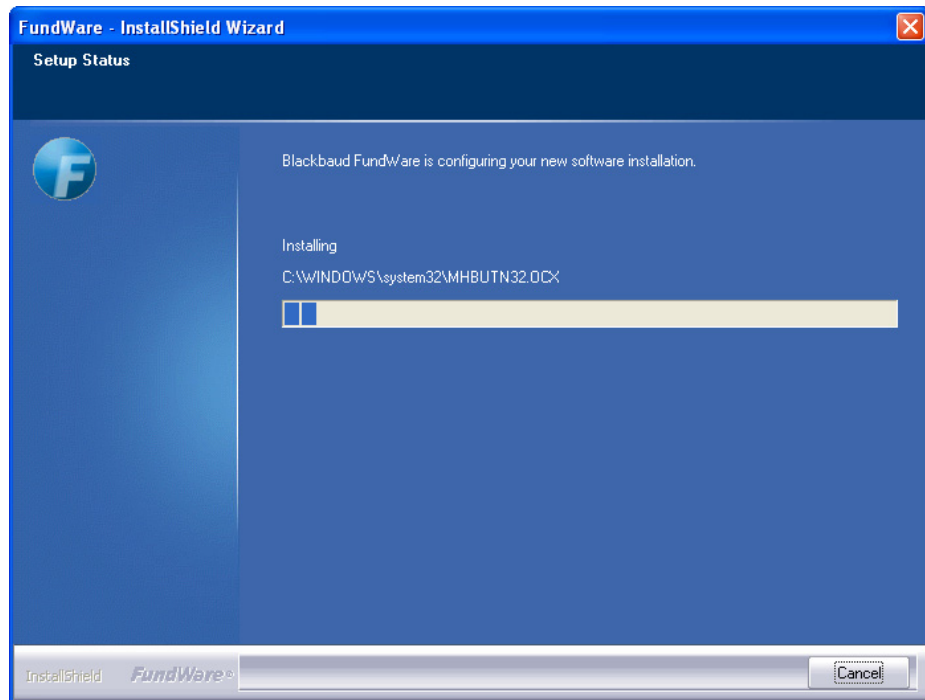 FundWare - InstallShield Wizard
Setup Status
F
Blackbaud FundWare is configuring your new software installation.
Installing
C:\WINDOWS\system32\MHBUTN32.OCX
InstallShield FundWare®
Cancel